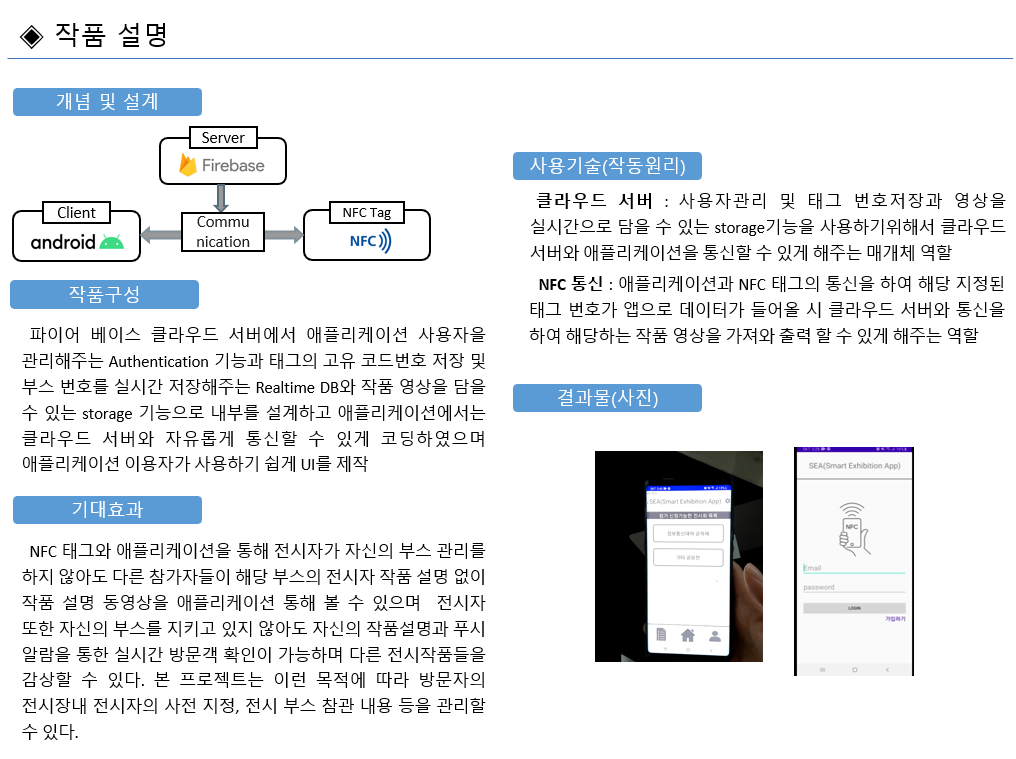 ◈ 작품 설명
개념 및 설계
Server
Firebase
Client
android
Commu
nication
NFC Tag
NFC
작품구성
파이어 베이스 클라우드 서버에서 애플리케이션 사용자을
관리해주는 Authentication 기능과 태그의 고유 코드번호 저장 및
부스 번호를 실시간 저장해주는 Realtime DB와 작품 영상을 담을
수 있는 storage 기능으로 내부를 설계하고 애플리케이션에서는
클라우드 서버와 자유롭게 통신할 수 있게 코딩하였으며
애플리케이션 이용자가 사용하기 쉽게 UI를 제작
기대효과
NFC 태그와 애플리케이션을 통해 전시자가 자신의 부스 관리를
하지 않아도 다른 참가자들이 해당 부스의 전시자 작품 설명 없이
작품 설명 동영상을 애플리케이션 통해 볼 수 있으며 전시자
또한 자신의 부스를 지키고 있지 않아도 자신의 작품설명과 푸시
알람을 통한 실시간 방문객 확인이 가능하며 다른 전시작품들을
감상할 수 있다. 본 프로젝트는 이런 목적에 따라 방문자의
전시장내 전시자의 사전 지정, 전시 부스 참관 내용 등을 관리할
수 있다.
사용기술(작동원리)
클라우드 서버 : 사용자관리 및 태그 번호저장과 영상을
실시간으로 담을 수 있는 storage기능을 사용하기위해서 클라우드
서버와 애플리케이션을 통신할 수 있게 해주는 매개체 역할
NFC 통신 : 애플리케이션과 NFC 태그의 통신을 하여 해당 지정된
태그 번호가 앱으로 데이터가 들어올 시 클라우드 서버와 통신을
하여 해당하는 작품 영상을 가져와 출력 할 수 있게 해주는 역할
결과물(사진)
SEA(Smart Exhibition App)
참가 신청가능한 전시회 목록
기타 공모전
SEA(Smart Exhibition App)
NFC
Email
password
LOGIN
가입하기